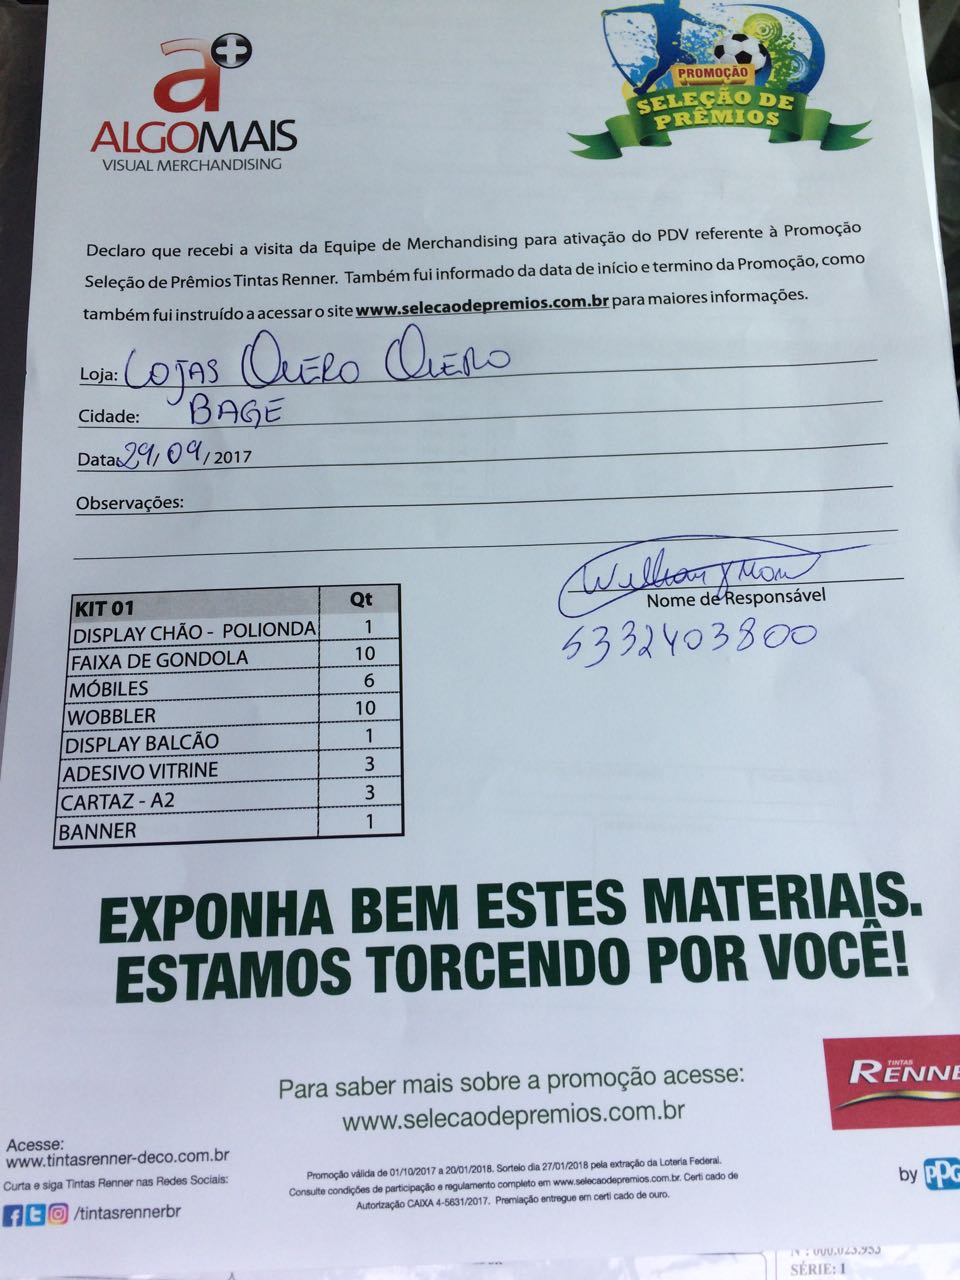 a+
ALGOMAIS
VISUAL MERCHANDISING
PROMOÇÃO
SELEÇÃO DE
PRÊMIOS
Declaro que recebi a visita da Equipe de Merchandising para ativação do PDV referente à Promoção
Seleção de Prêmios Tintas Renner. Também fui informado da data de início e termino da Promoção, como
também fui instruído a acessar o site www.selecaodepremios.com.br para maiores informações.
Loja: LOJAS QUERO QUERO
Cidade: BAGE
Data: 29/09/2017
Observações:
Nome de Responsável
5332403800
KIT 01 Qt
DISPLAY CHÃO - POLIONDA 1
FAIXA DE GONDOLA 10
MÓBILES 6
WOBBLER 10
DISPLAY BALCÃO 1
ADESIVO VITRINE 3
CARTAZ - A2 3
BANNER 1
EXPONHA BEM ESTES MATERIAIS.
ESTAMOS TORCENDO POR VOCÊ!
TINTAS
RENNE
Para saber mais sobre a promoção acesse:
www.selecaodepremios.com.br
Acesse:
www.tintasrenner-deco.com.br
Curta e siga Tintas Renner nas Redes Sociais:
/tintasrennerbr
Promoção válida de 01/10/2017 a 20/01/2018. Sorteio dia 27/01/2018 pela extração da Loteria Federal.
Consulte condições de participação e regulamento completo em www.selecaodepremios.com.br. Certi cado de
Autorização CAIXA 4-5631/2017. Premiação entregue em certi cado de ouro.
by PPG
Nº: 000.023.953
SÉRIE: 1